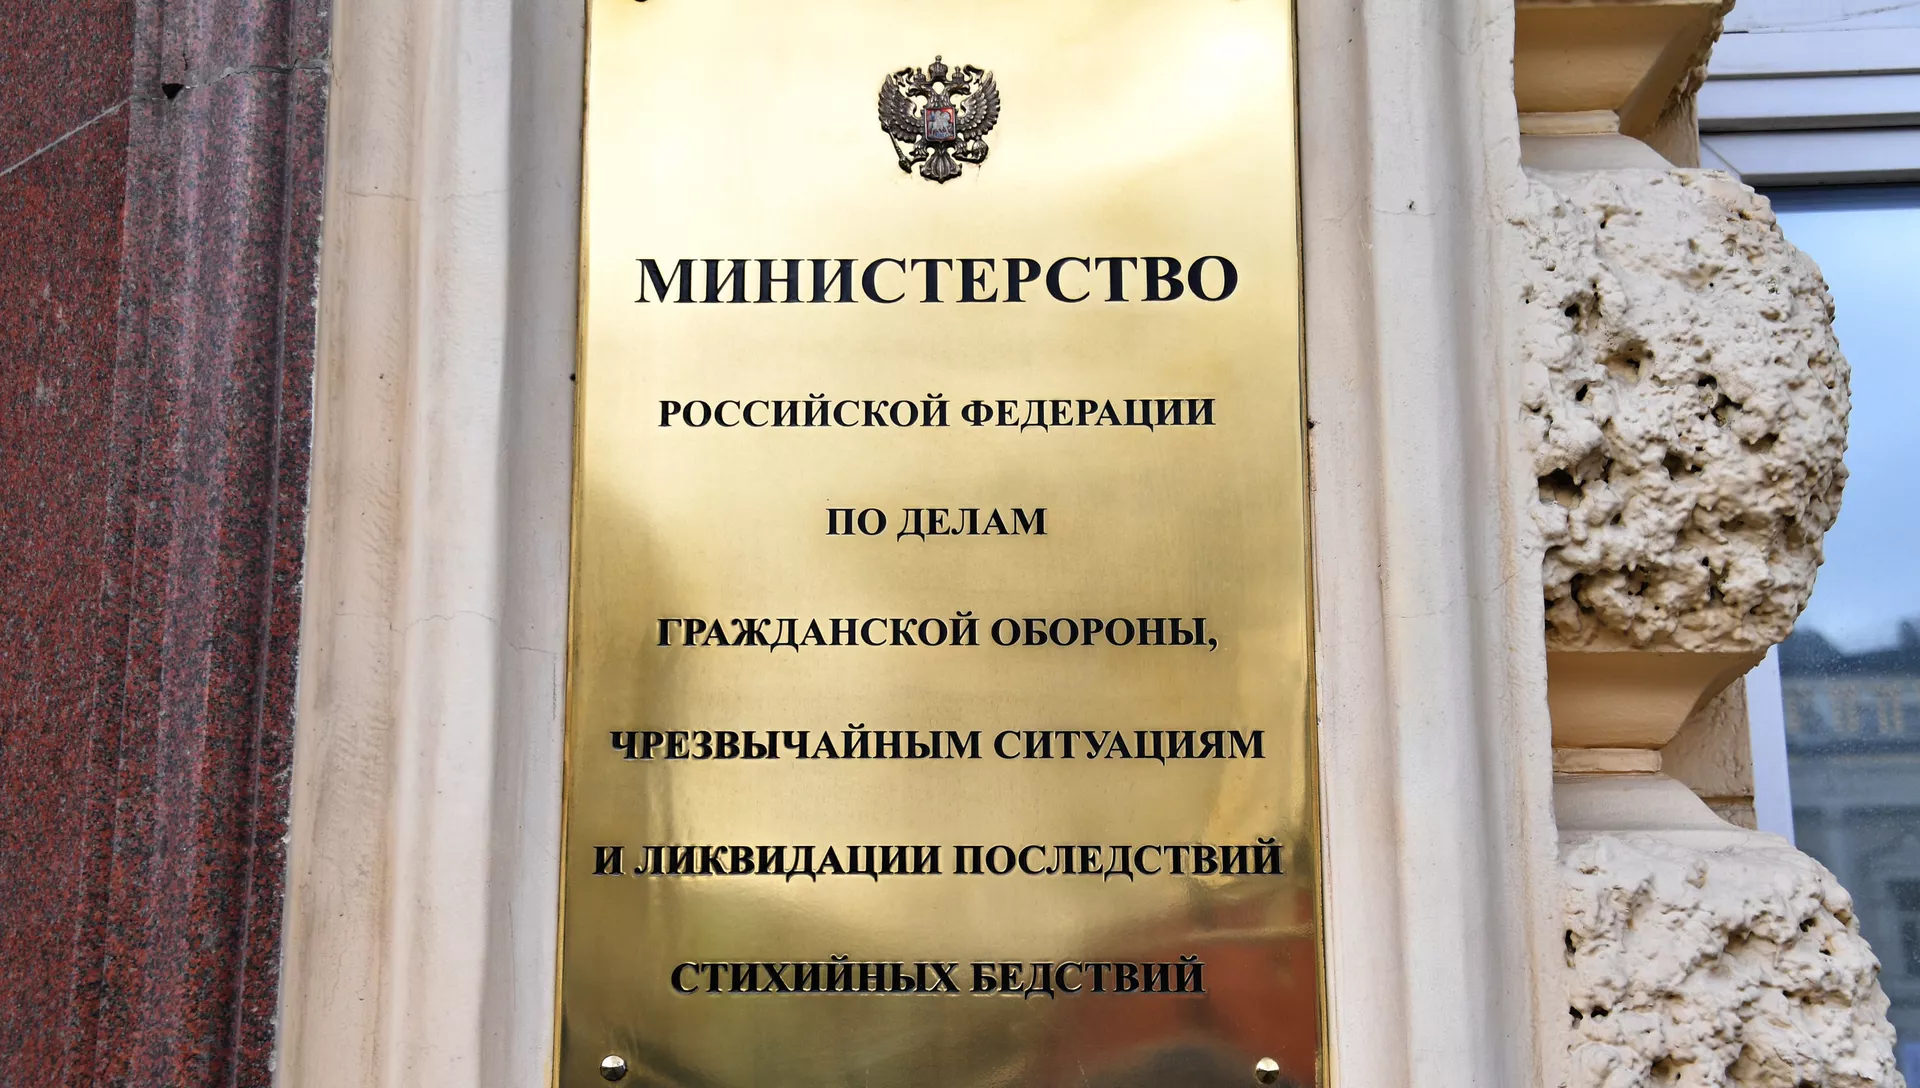 МИНИСТЕРСТВО
РОССИЙСКОЙ ФЕДЕРАЦИИ
ПО ДЕЛАМ
ГРАЖДАНСКОЙ ОБОРОНЫ,
ЧРЕЗВЫЧАЙНЫМ СИТУАЦИЯМ
И ЛИКВИДАЦИИ ПОСЛЕДСТВИЙ
СТИХИЙНЫХ БЕДСТВИЙ